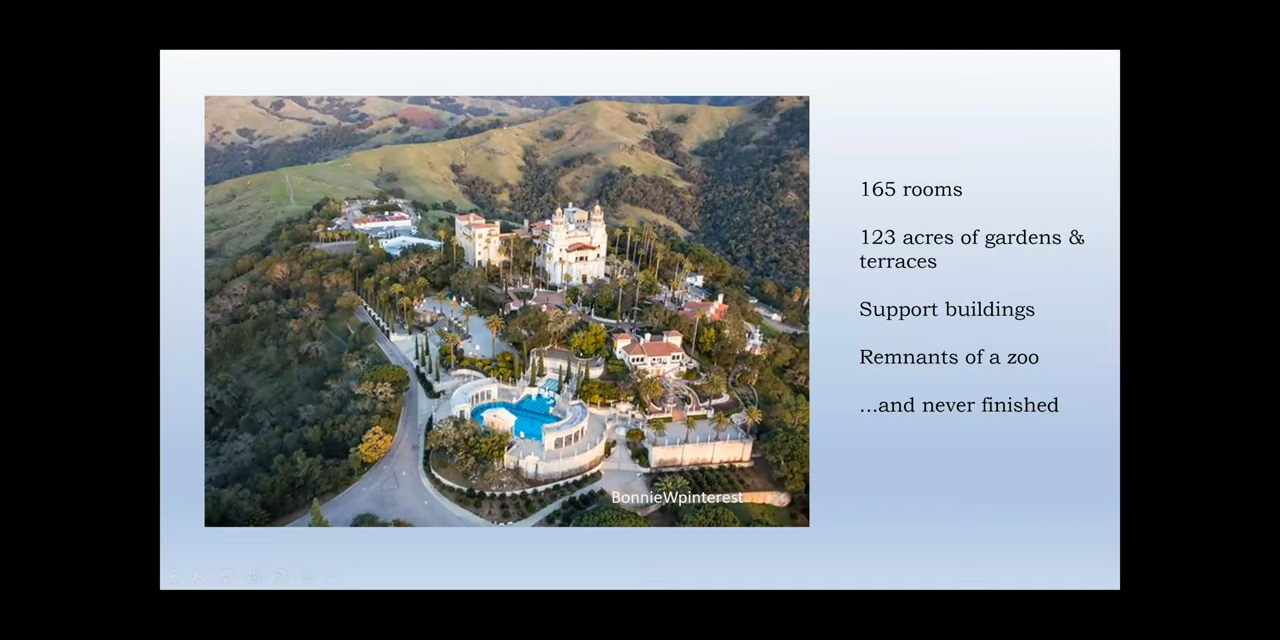 165 rooms
123 acres of gardens &
terraces
Support buildings
Remnants of a zoo
...and never finished
BonnieWpinterest